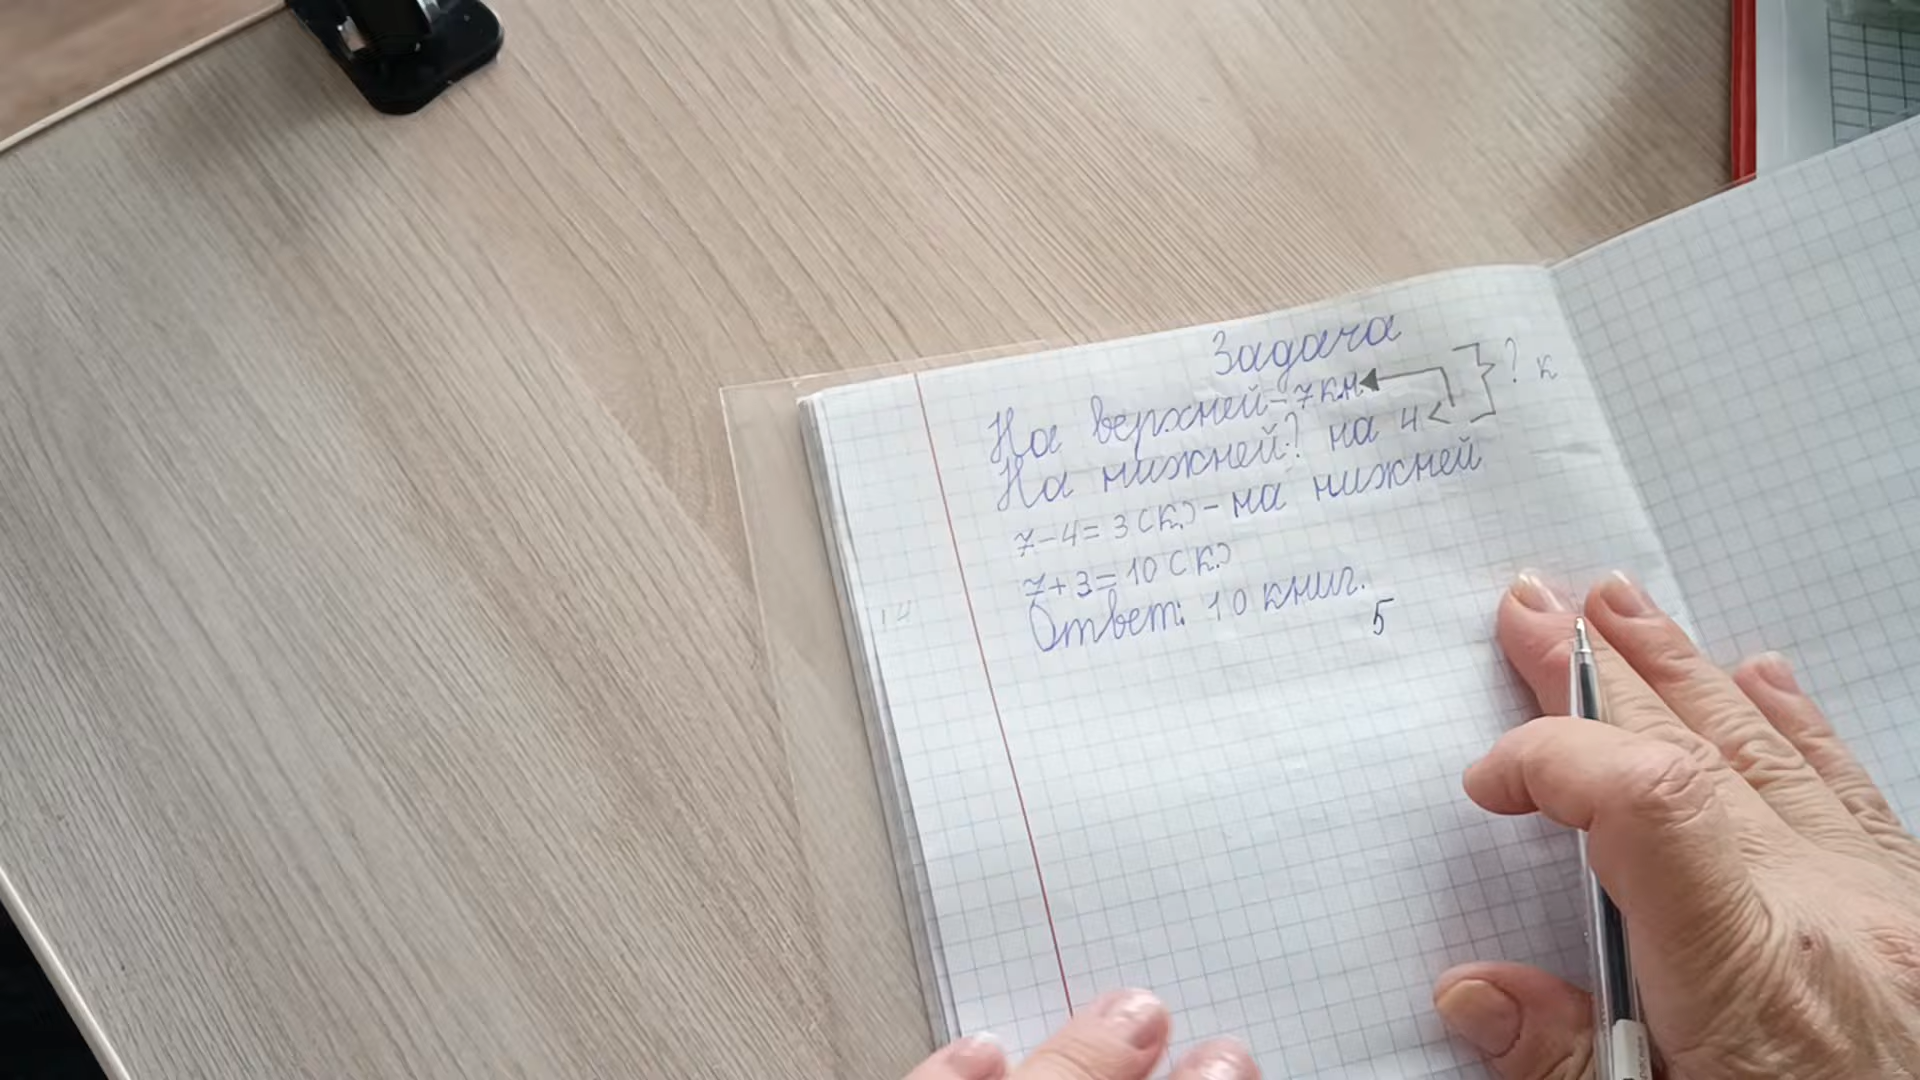 Задача
На верхней - 7 кн. } ? к
На нижней - ? на 4 <
7 - 4 = 3 (к.) - на нижней
7 + 3 = 10 (к.)
Ответ: 10 книг.
5